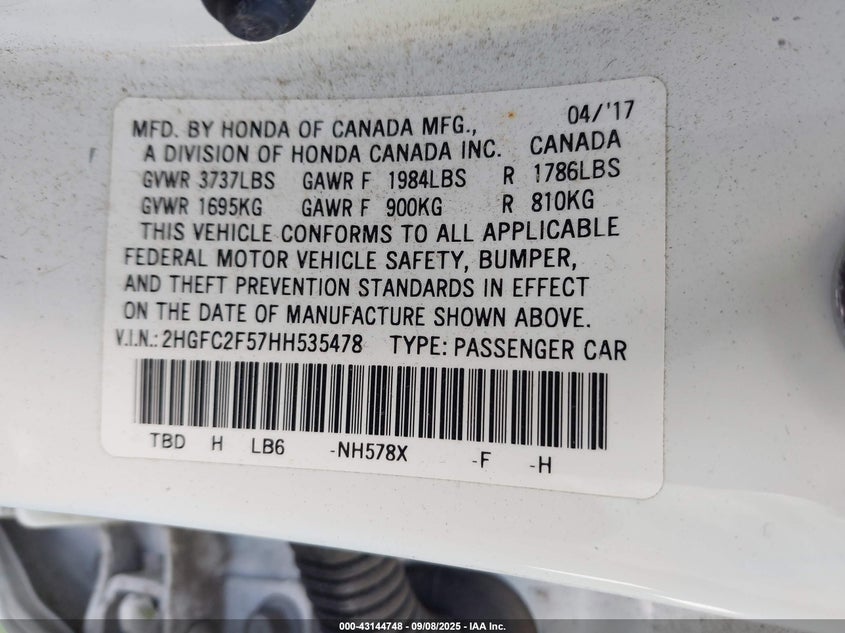 04/'17
MFD. BY HONDA OF CANADA MFG.,
A DIVISION OF HONDA CANADA INC. CANADA
GVWR 3737LBS GAWR F 1984LBS R 1786LBS
GVWR 1695KG GAWR F 900KG R 810KG
THIS VEHICLE CONFORMS TO ALL APPLICABLE
FEDERAL MOTOR VEHICLE SAFETY, BUMPER,
AND THEFT PREVENTION STANDARDS IN EFFECT
ON THE DATE OF MANUFACTURE SHOWN ABOVE.
V.I.N.: 2HGFC2F57HH535478 TYPE: PASSENGER CAR
TBD H LB6 -NH578X -F -H
000-43144748 - 09/08/2025 - IAA Inc.